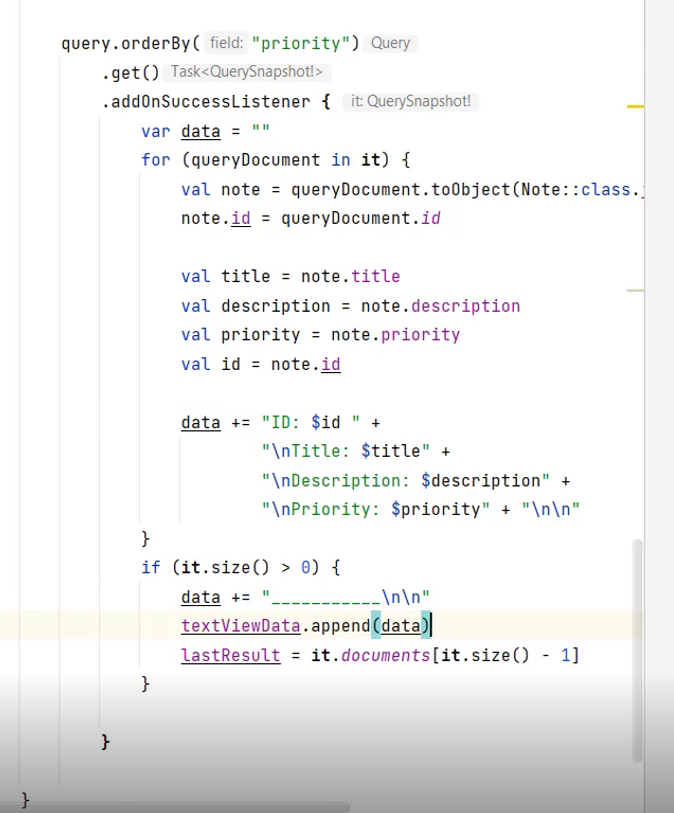 query.orderBy( field: "priority") Query
.get() Task<QuerySnapshot!>
.addOnSuccessListener { it: QuerySnapshot!
var data = ""
for (queryDocument in it) {
val note = queryDocument.toObject(Note::class.
note.id = queryDocument.id
val title = note.title
val description = note.description
val priority = note.priority
val id = note.id
data += "ID: $id " +
"\nTitle: $title" +
"\nDescription: $description" +
"\nPriority: $priority" + "\n\n"
}
if (it.size() > 0) {
data += "___________\n\n"
textViewData.append(data)
lastResult = it.documents[it.size() - 1]
}
}
}